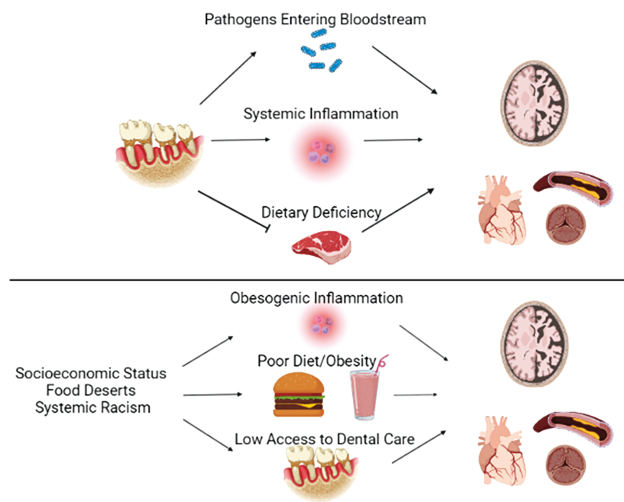 Pathogens Entering Bloodstream
Systemic Inflammation
Dietary Deficiency
Obesogenic Inflammation
Socioeconomic Status
Food Deserts
Systemic Racism
Poor Diet/Obesity
Low Access to Dental Care